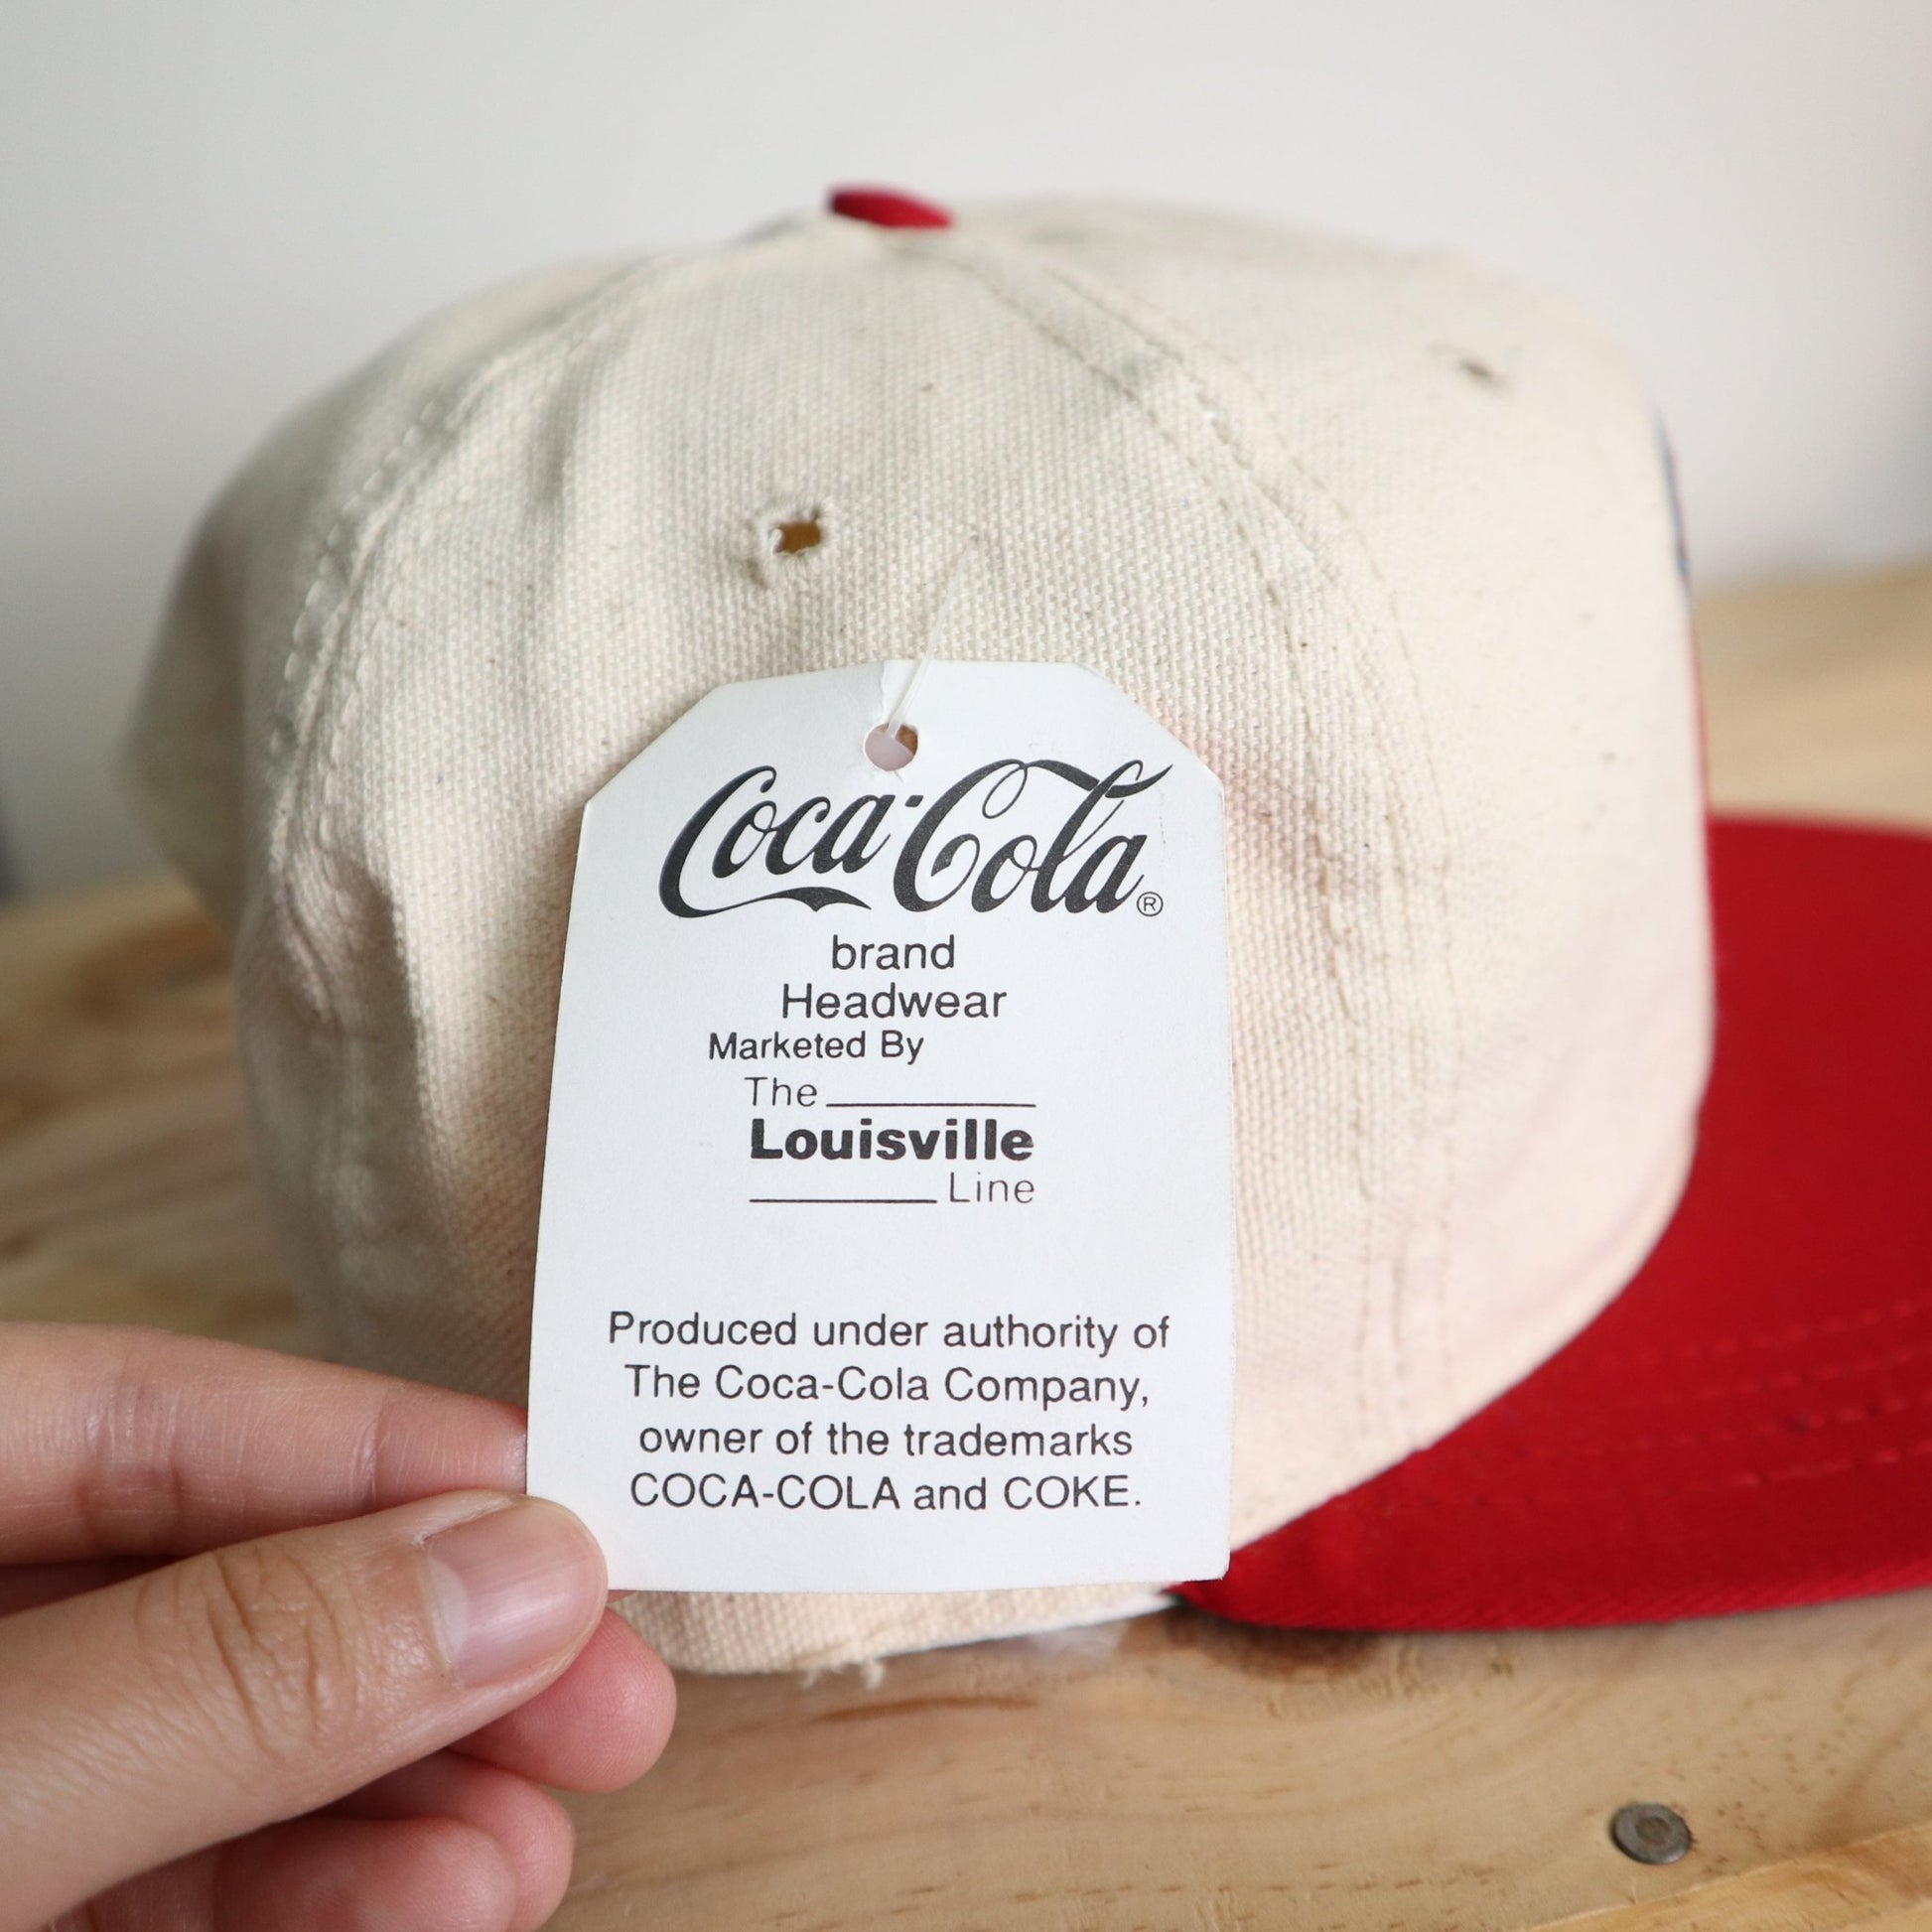 Coca-Cola®
brand
Headwear
Marketed By
The
Louisville
Line
Produced under authority of
The Coca-Cola Company,
owner of the trademarks
COCA-COLA and COKE.